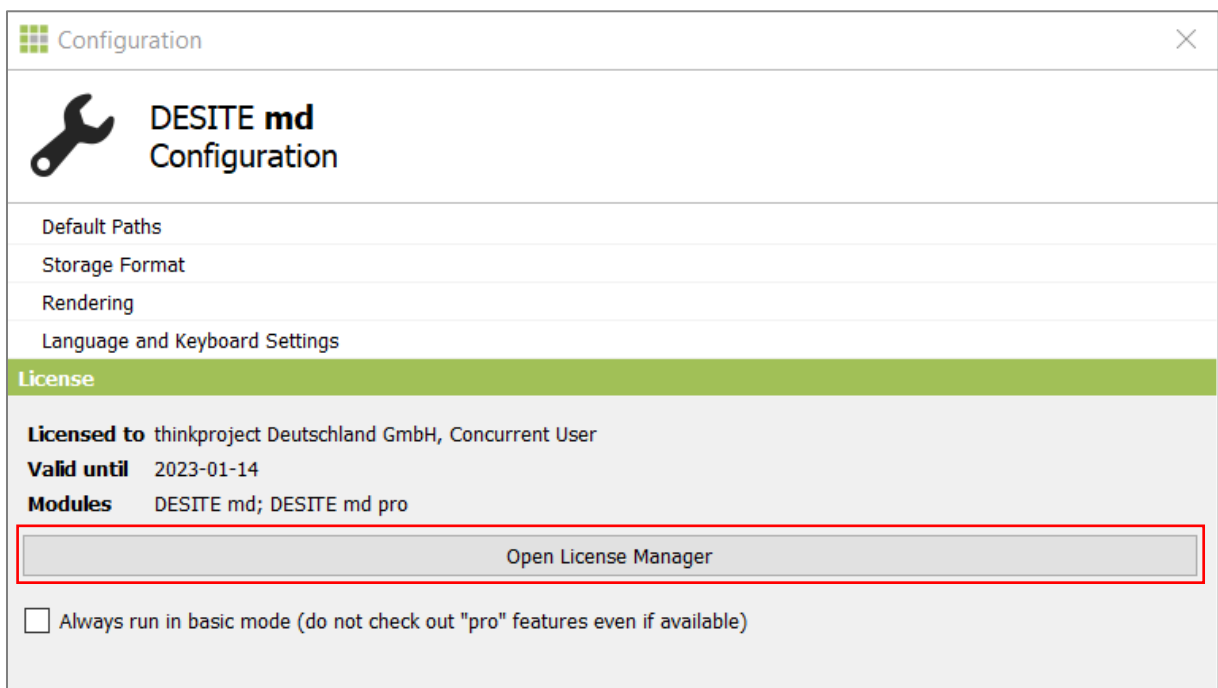 Configuration
DESITE md
Configuration
Default Paths
Storage Format
Rendering
Language and Keyboard Settings
License
Licensed to thinkproject Deutschland GmbH, Concurrent User
Valid until 2023-01-14
Modules DESITE md; DESITE md pro
Open License Manager
Always run in basic mode (do not check out "pro" features even if available)